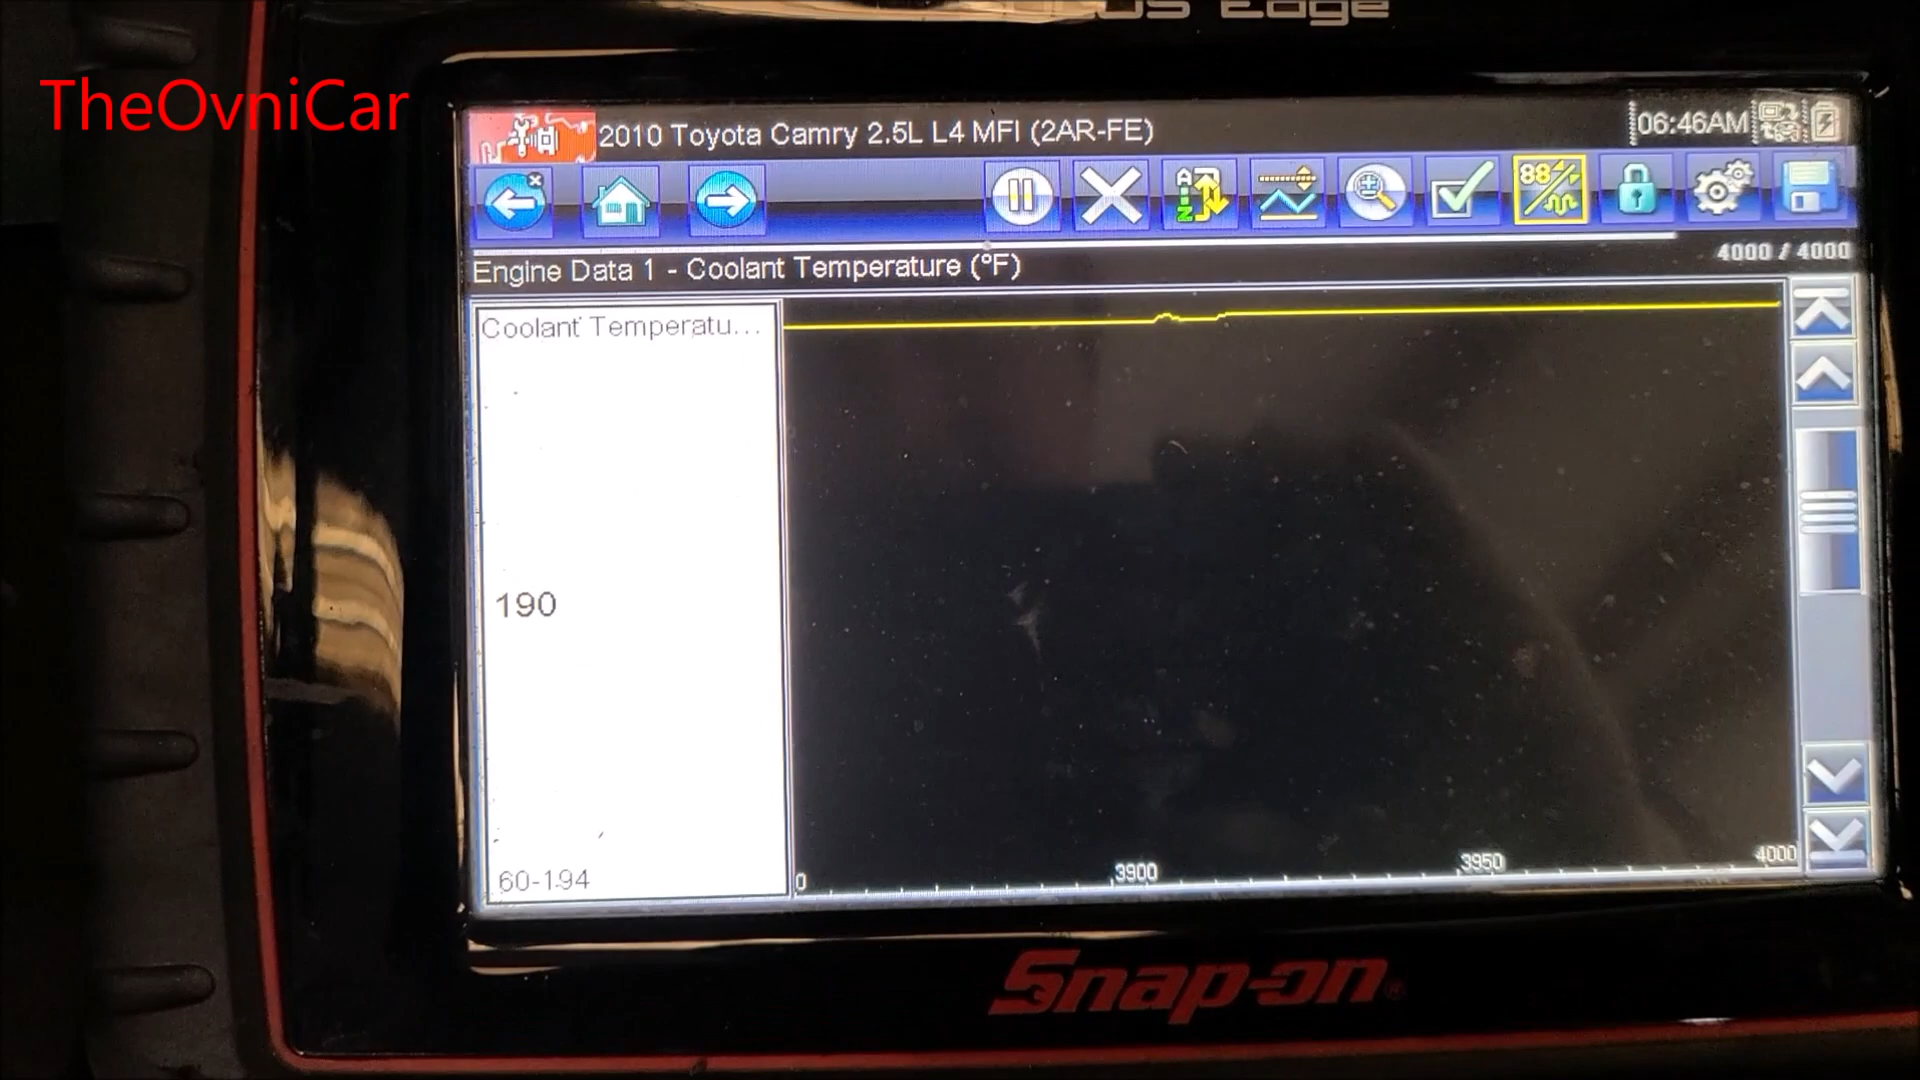 Edge
TheOvniCar
2010 Toyota Camry 2.5L L4 MFI (2AR-FE)
06:46AM
4000 / 4000
Engine Data 1 - Coolant Temperature (°F)
Coolant Temperatu...
190
60-194
0
3900
3950
4000
Snap-on